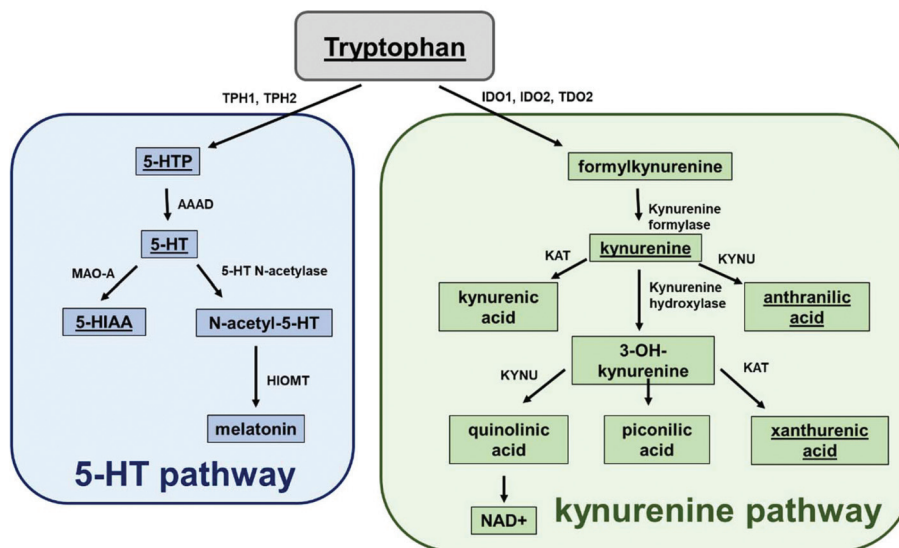 Tryptophan
TPH1, TPH2
IDO1, IDO2, TDO2
5-HTP
AAAD
5-HT
MAO-A
5-HT N-acetylase
5-HIAA
N-acetyl-5-HT
HIOMT
melatonin
5-HT pathway
formylkynurenine
Kynurenine
formylase
kynurenine
KAT
KYNU
Kynurenine
hydroxylase
kynurenic
acid
anthranilic
acid
3-OH-
kynurenine
KYNU
KAT
quinolinic
acid
piconilic
acid
xanthurenic
acid
NAD+
kynurenine pathway